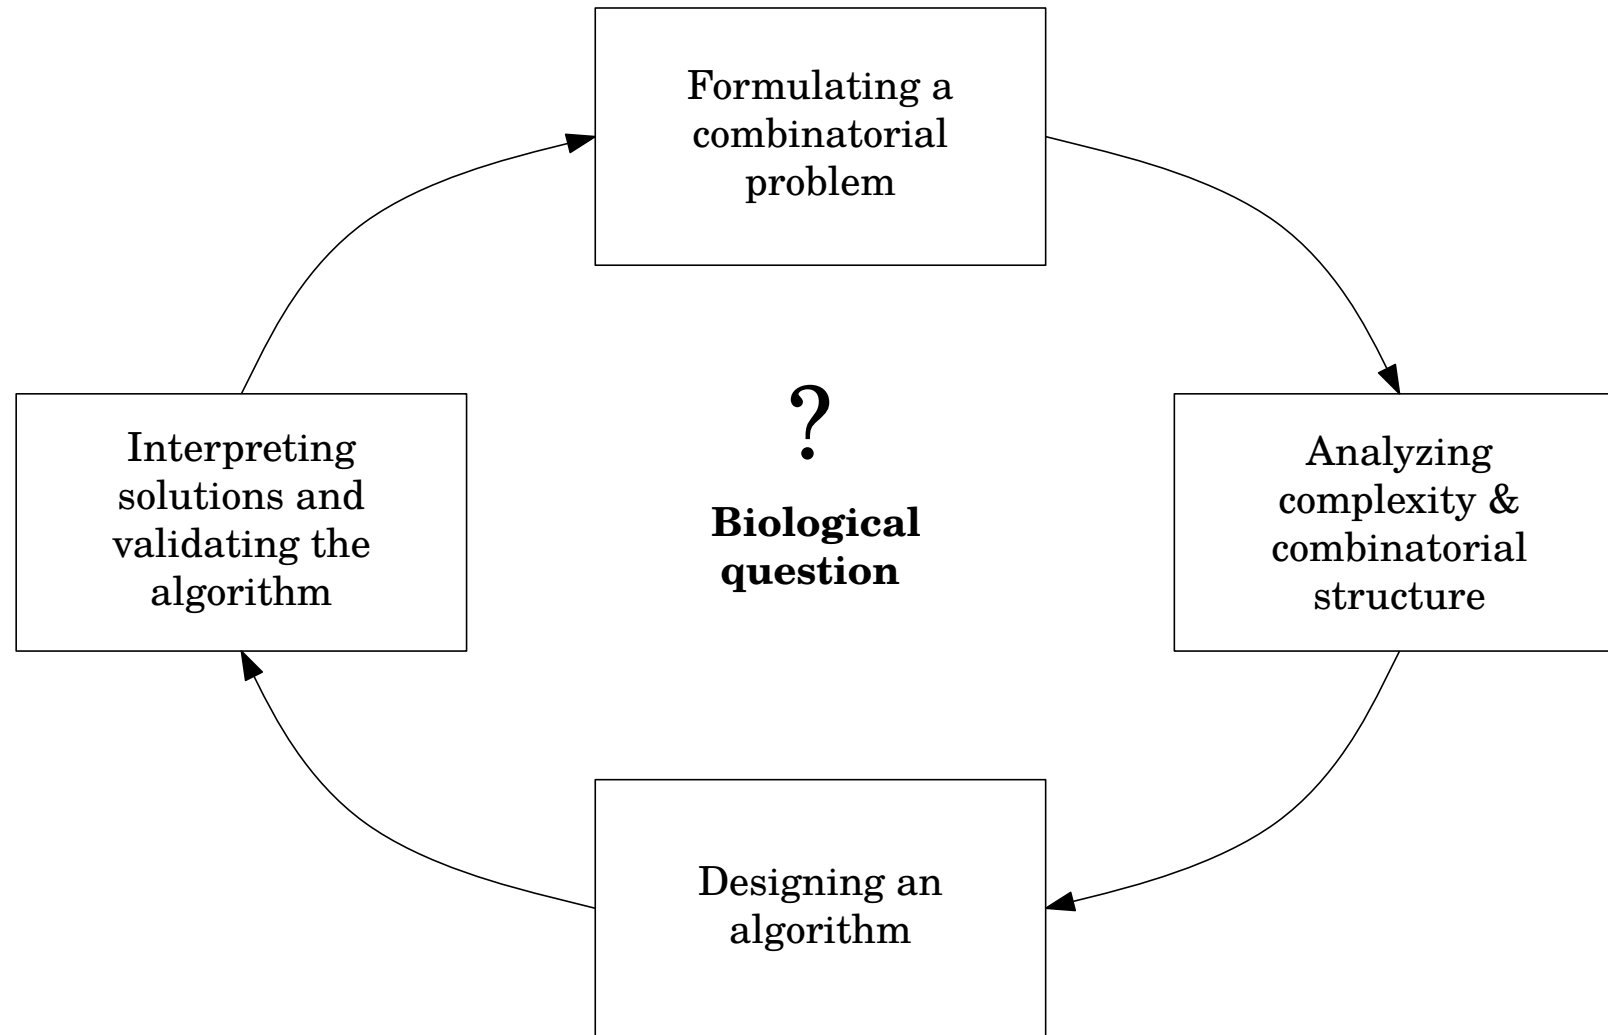 Formulating a
combinatorial
problem
Interpreting
solutions and
validating the
algorithm
?
Biological
question
Analyzing
complexity &
combinatorial
structure
Designing an
algorithm